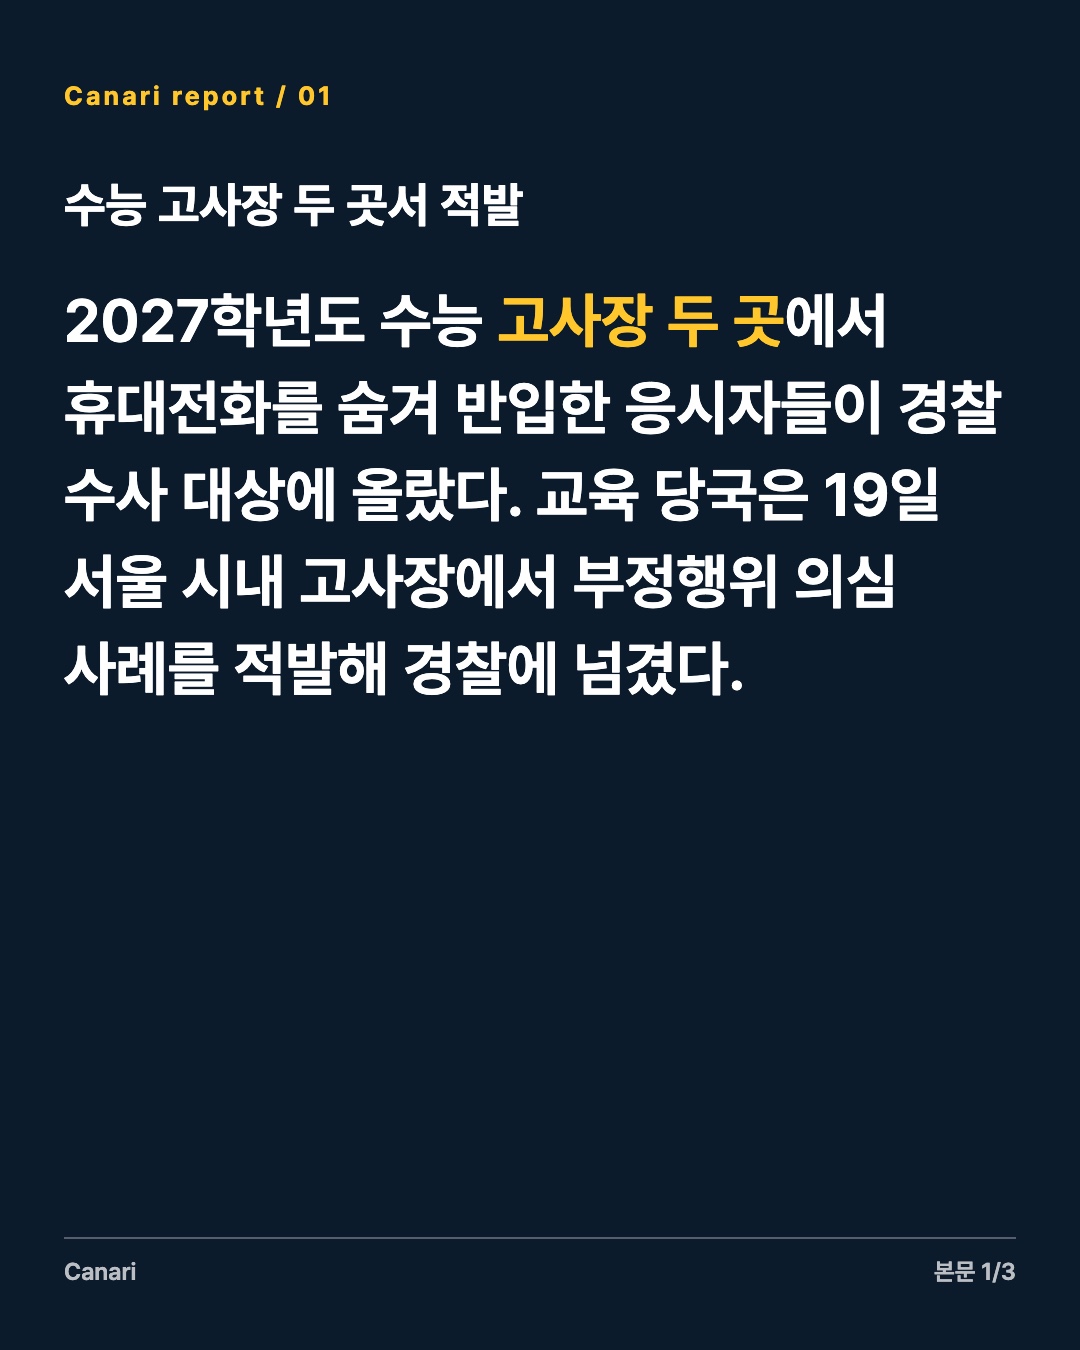 Canari report / 01
수능 고사장 두 곳서 적발
2027학년도 수능 고사장 두 곳에서
휴대전화를 숨겨 반입한 응시자들이 경찰
수사 대상에 올랐다. 교육 당국은 19일
서울 시내 고사장에서 부정행위 의심
사례를 적발해 경찰에 넘겼다.
Canari
본문 1/3